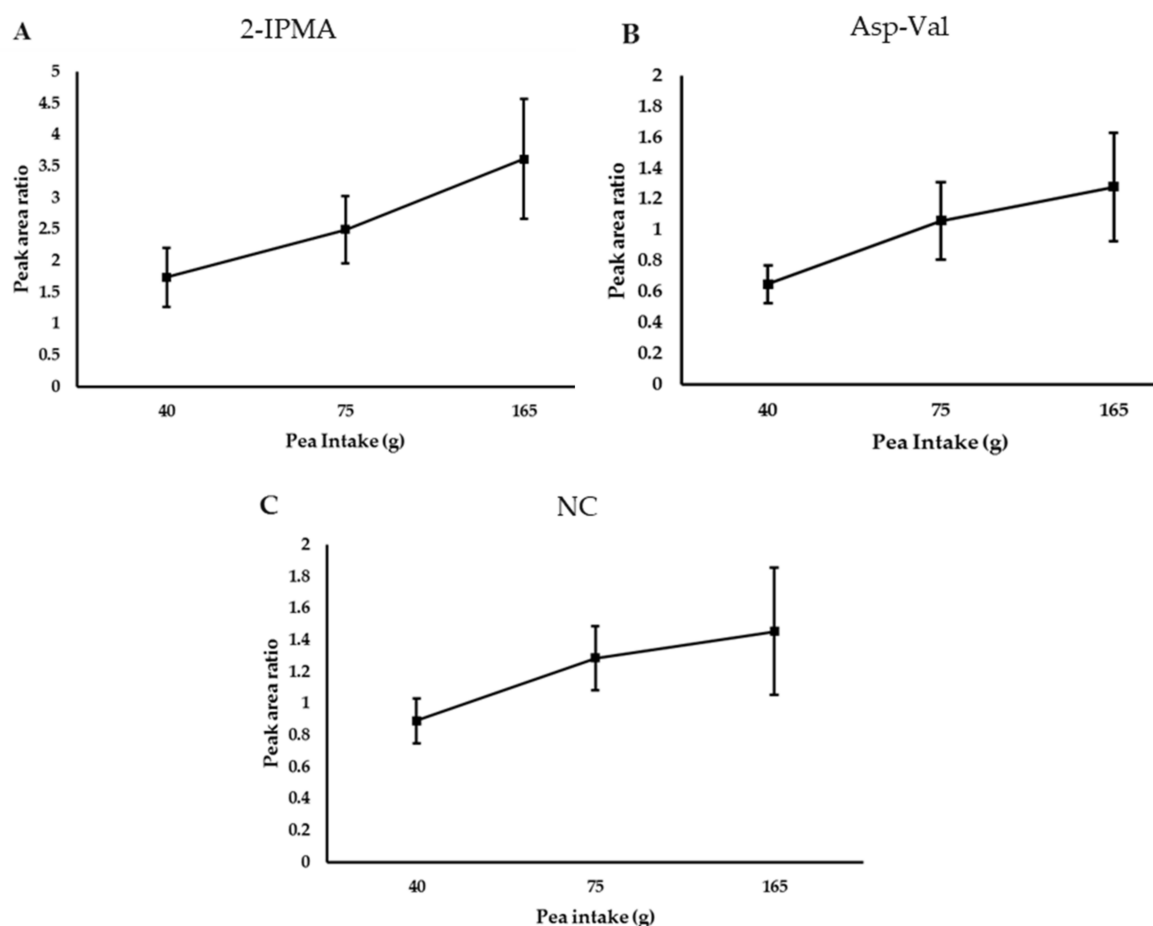 A
2-IPMA
5
4.5
4
3.5
3
2.5
2
1.5
1
0.5
0
Peak area ratio
40 75 165
Pea Intake (g)
B
Asp-Val
2
1.8
1.6
1.4
1.2
1
0.8
0.6
0.4
0.2
0
Peak area ratio
40 75 165
Pea Intake (g)
C
NC
2
1.8
1.6
1.4
1.2
1
0.8
0.6
0.4
0.2
0
Peak area ratio
40 75 165
Pea intake (g)